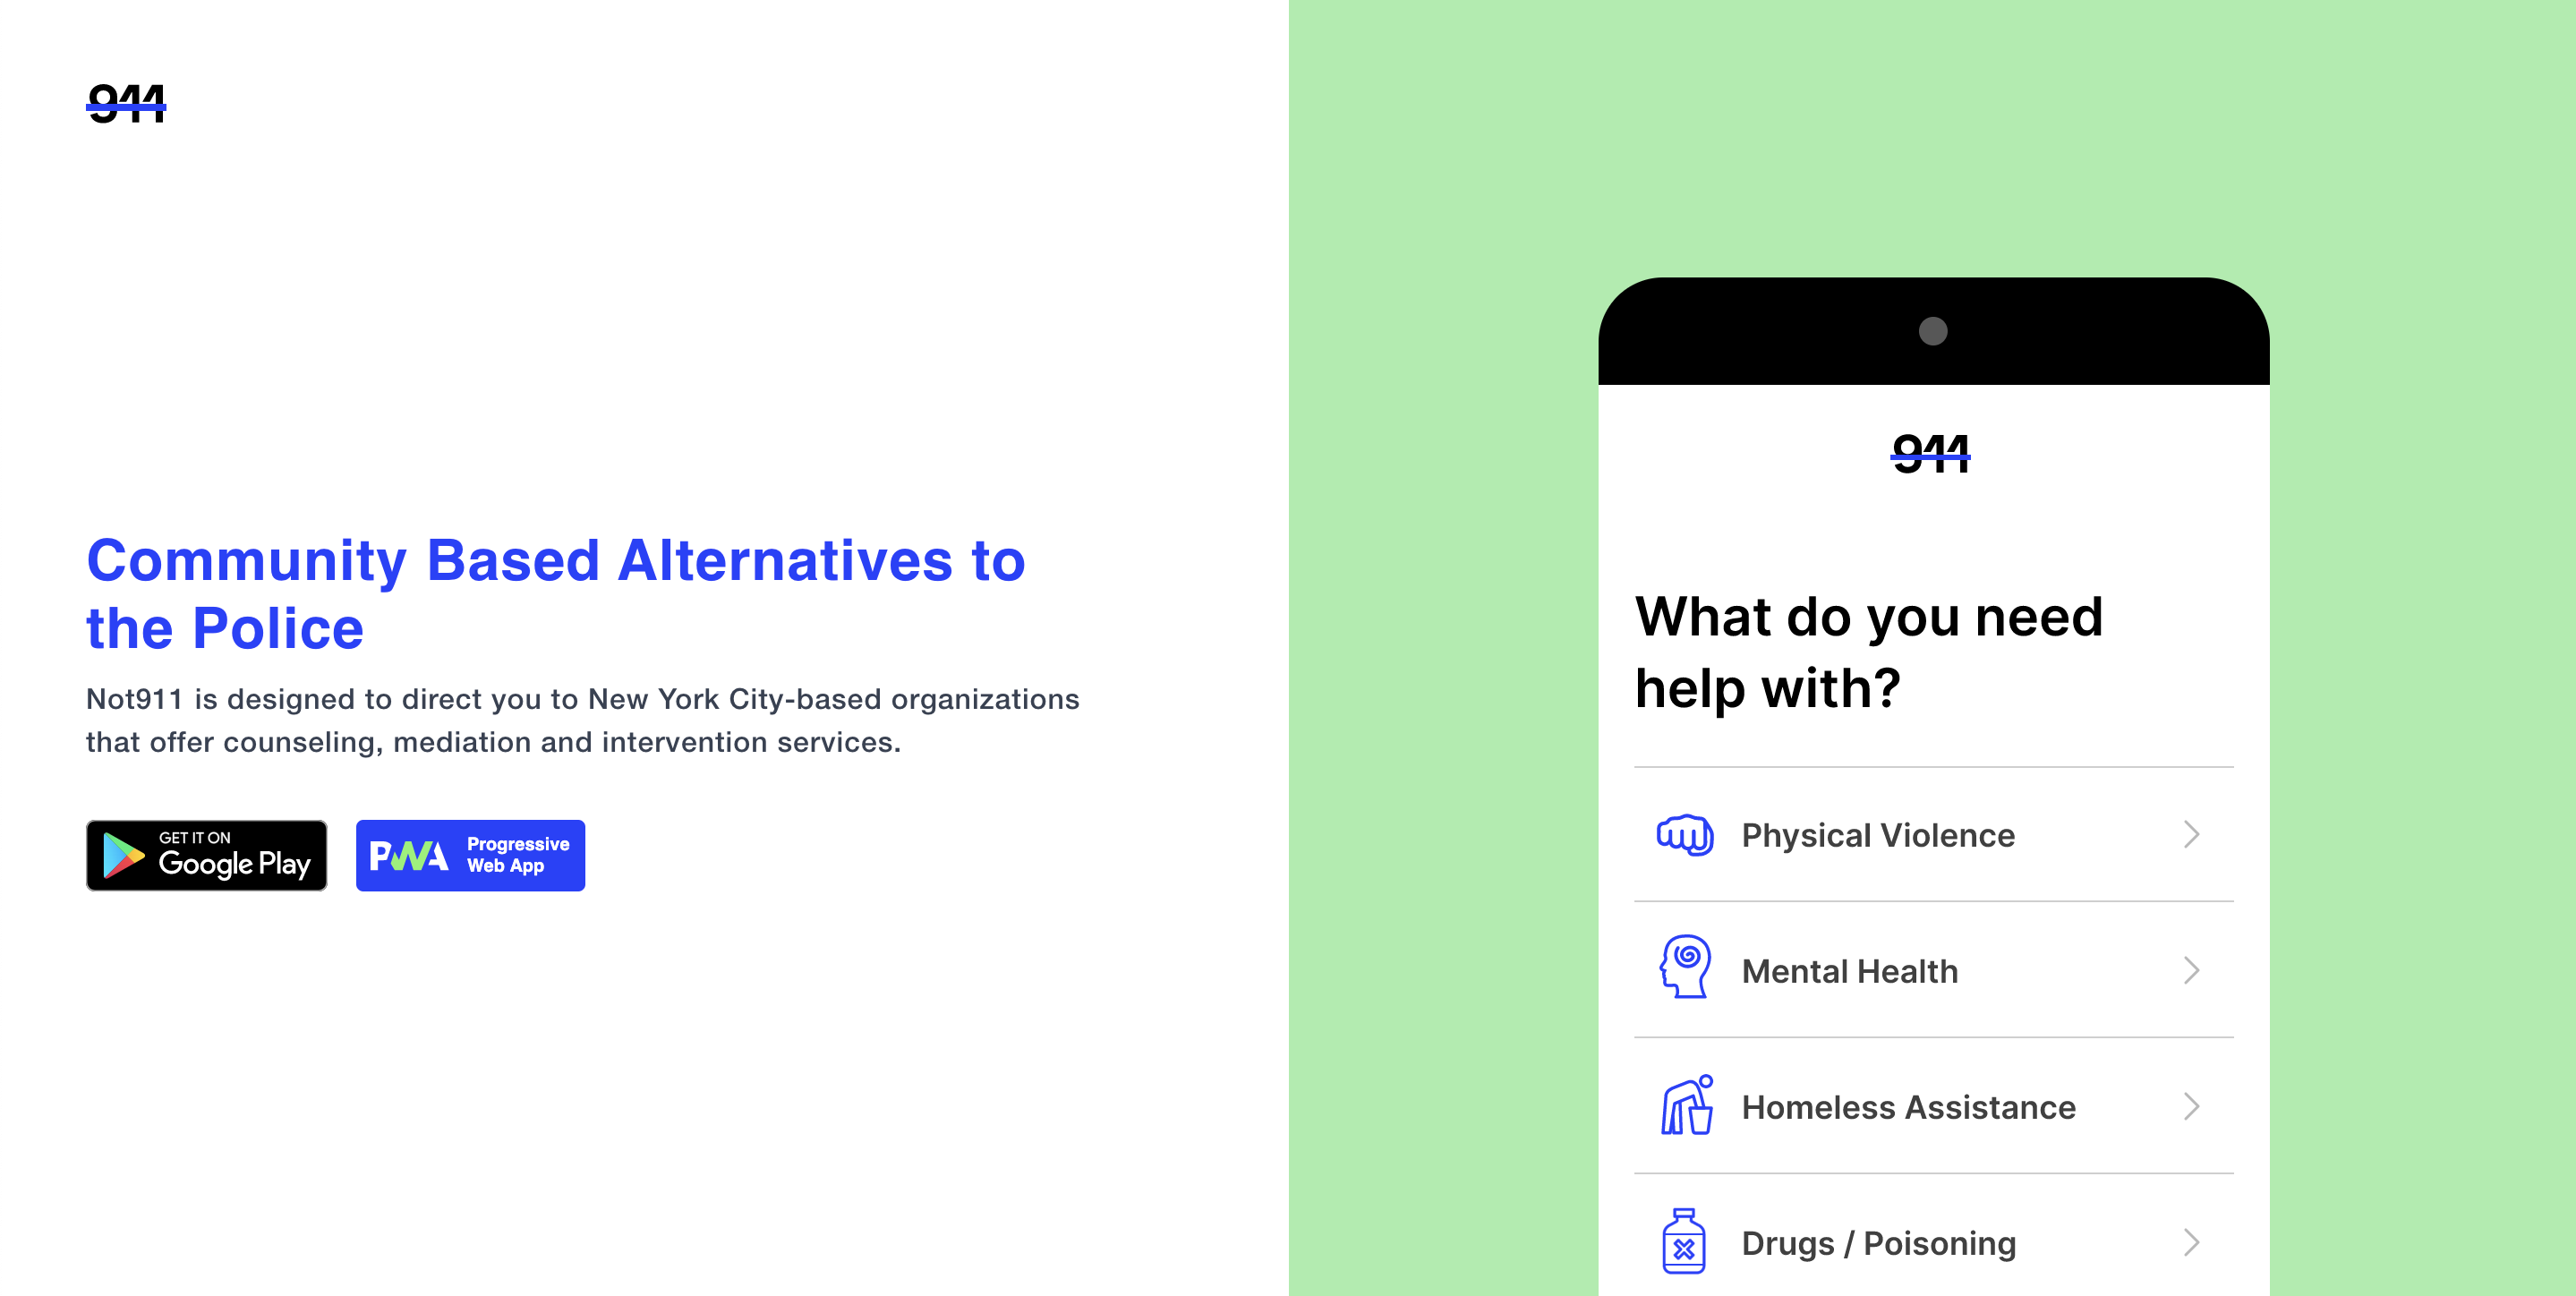 911
Community Based Alternatives to
the Police
Not911 is designed to direct you to New York City-based organizations
that offer counseling, mediation and intervention services.
GET IT ON
Google Play
PWA
Progressive
Web App
911
What do you need
help with?
Physical Violence
Mental Health
Homeless Assistance
Drugs / Poisoning